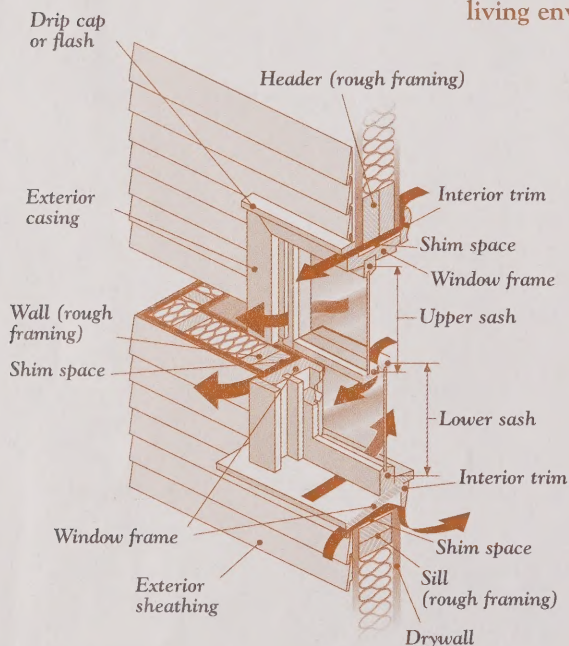 living env
Drip cap
or flash
Header (rough framing)
Interior trim
Exterior
casing
Shim space
Window frame
Wall (rough
framing)
Upper sash
Shim space
Lower sash
Interior trim
Window frame
Shim space
Exterior
sheathing
Sill
(rough framing)
Drywall